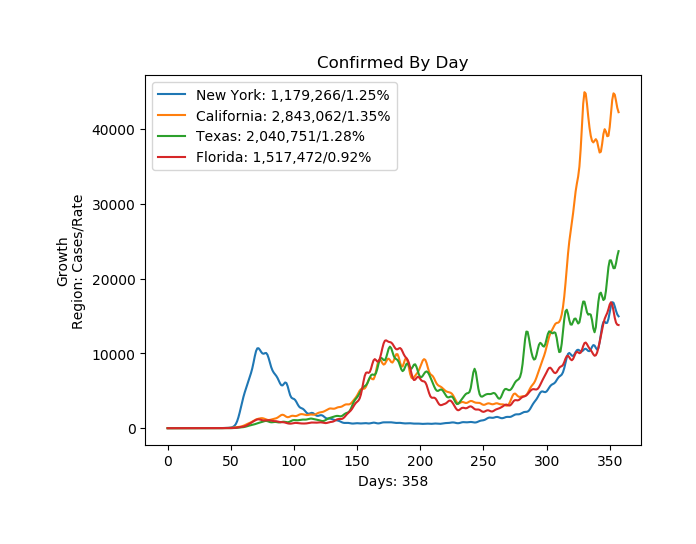 Confirmed By Day
New York: 1,179,266/1.25%
California: 2,843,062/1.35%
Texas: 2,040,751/1.28%
Florida: 1,517,472/0.92%
Growth
Region: Cases/Rate
40000
30000
20000
10000
0
0 50 100 150 200 250 300 350
Days: 358